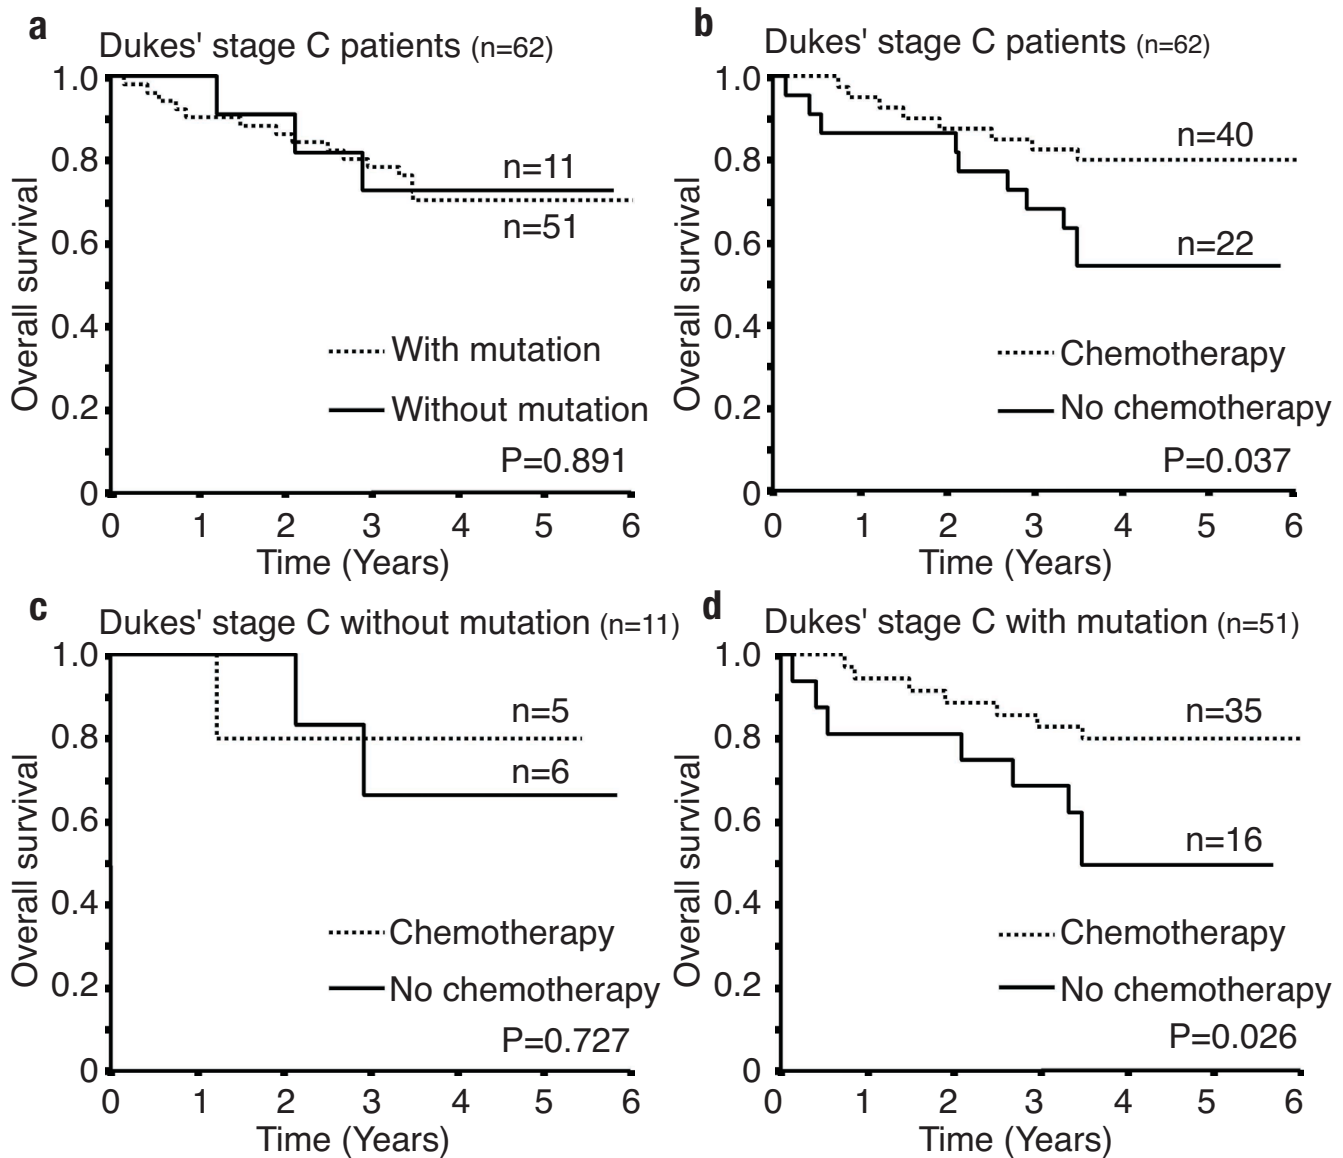 a
Dukes' stage C patients (n=62)
1.0
0.8
0.6
0.4
0.2
0
Overall survival
n=11
n=51
With mutation
Without mutation
P=0.891
0 1 2 3 4 5 6
Time (Years)
b
Dukes' stage C patients (n=62)
1.0
0.8
0.6
0.4
0.2
0
Overall survival
n=40
n=22
Chemotherapy
No chemotherapy
P=0.037
0 1 2 3 4 5 6
Time (Years)
c
Dukes' stage C without mutation (n=11)
1.0
0.8
0.6
0.4
0.2
0
Overall survival
n=5
n=6
Chemotherapy
No chemotherapy
P=0.727
0 1 2 3 4 5 6
Time (Years)
d
Dukes' stage C with mutation (n=51)
1.0
0.8
0.6
0.4
0.2
0
Overall survival
n=35
n=16
Chemotherapy
No chemotherapy
P=0.026
0 1 2 3 4 5 6
Time (Years)